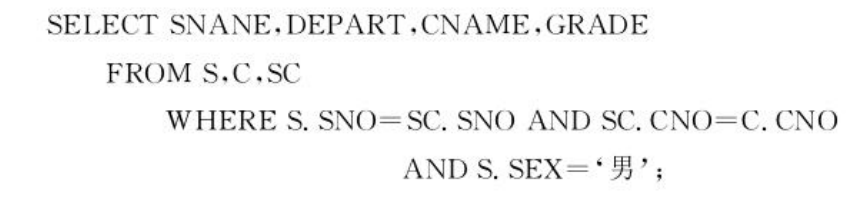 SELECT SNANE,DEPART,CNAME,GRADE
FROM S,C,SC
WHERE S. SNO=SC. SNO AND SC. CNO=C. CNO
AND S. SEX=‘男’;